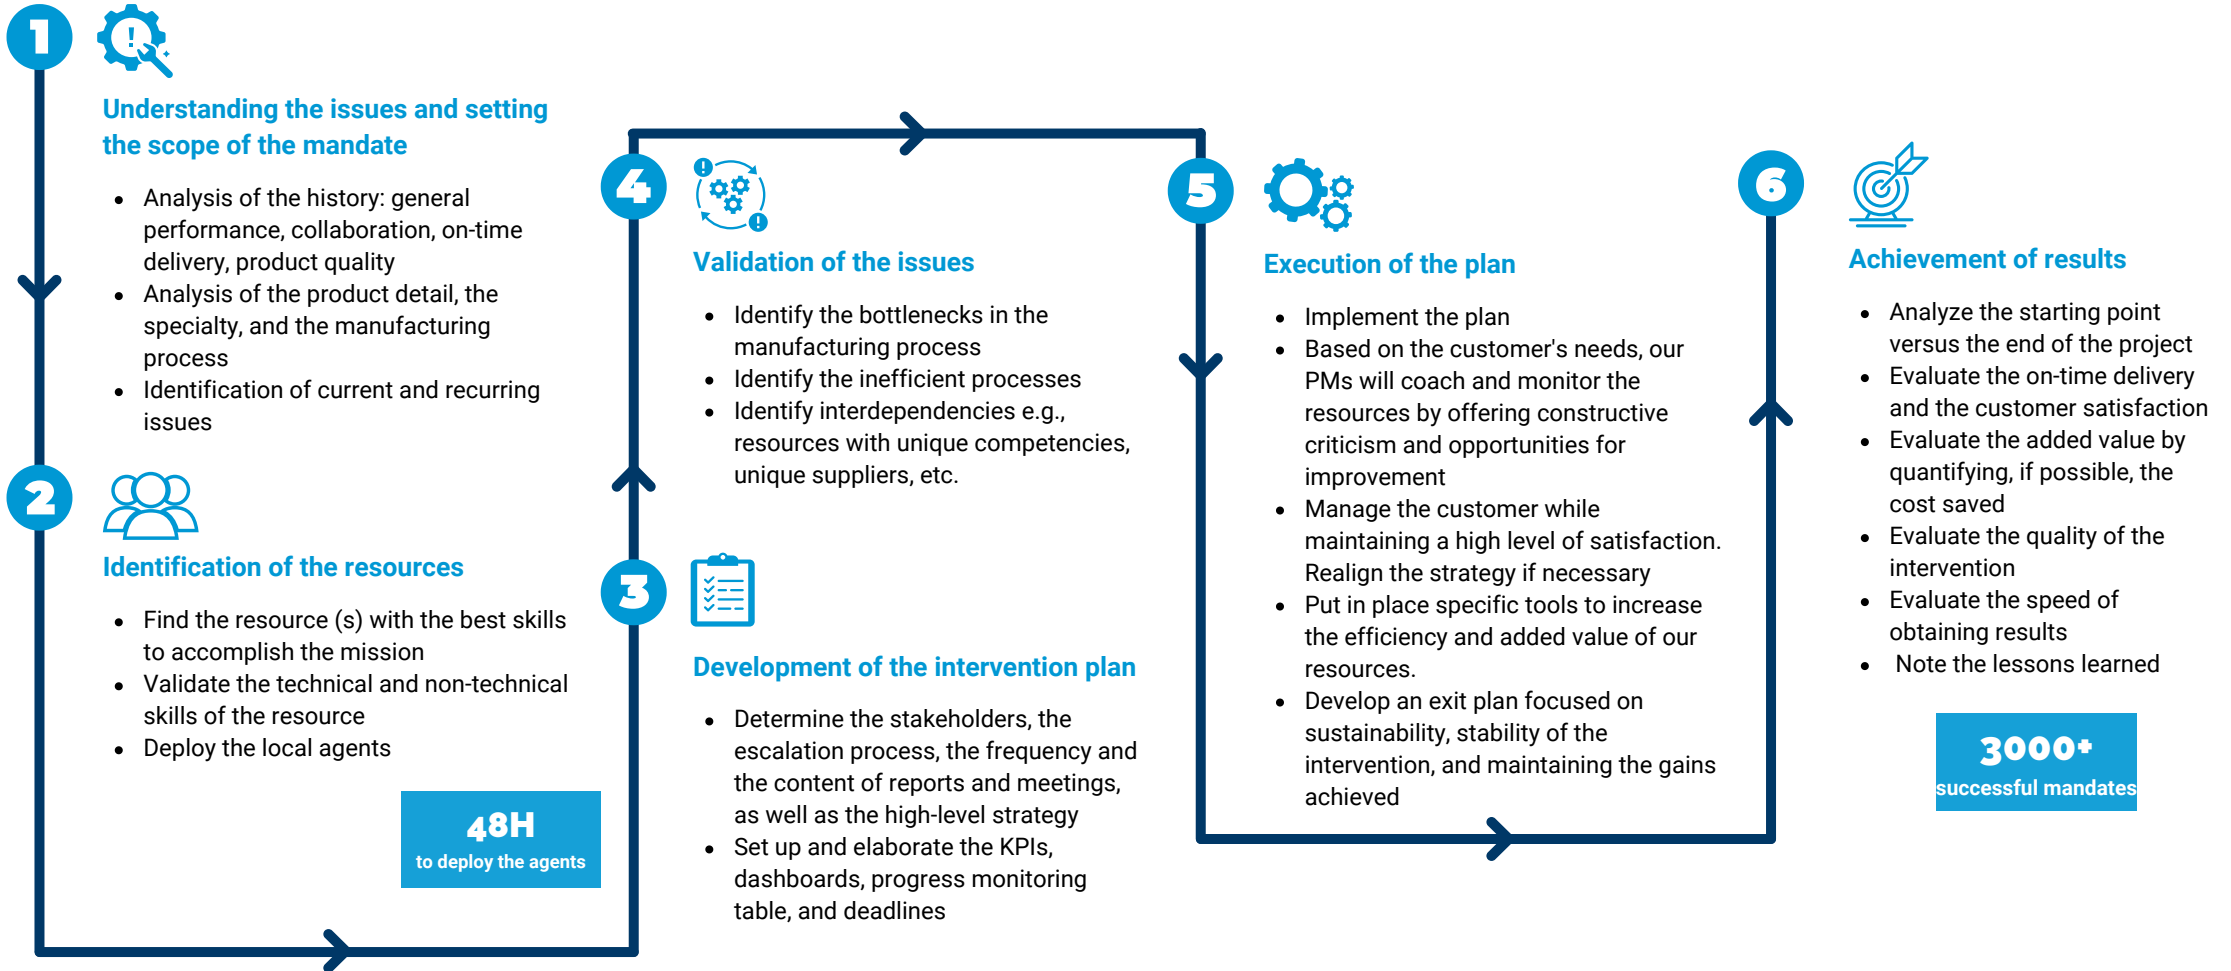 1
Understanding the issues and setting
the scope of the mandate
• Analysis of the history: general
performance, collaboration, on-time
delivery, product quality
• Analysis of the product detail, the
specialty, and the manufacturing
process
• Identification of current and recurring
issues
2
Identification of the resources
• Find the resource (s) with the best skills
to accomplish the mission
• Validate the technical and non-technical
skills of the resource
• Deploy the local agents
48H
to deploy the agents
3
Development of the intervention plan
• Determine the stakeholders, the
escalation process, the frequency and
the content of reports and meetings,
as well as the high-level strategy
• Set up and elaborate the KPIs,
dashboards, progress monitoring
table, and deadlines
4
Validation of the issues
• Identify the bottlenecks in the
manufacturing process
• Identify the inefficient processes
• Identify interdependencies e.g.,
resources with unique competencies,
unique suppliers, etc.
5
Execution of the plan
• Implement the plan
• Based on the customer's needs, our
PMs will coach and monitor the
resources by offering constructive
criticism and opportunities for
improvement
• Manage the customer while
maintaining a high level of satisfaction.
Realign the strategy if necessary
• Put in place specific tools to increase
the efficiency and added value of our
resources.
• Develop an exit plan focused on
sustainability, stability of the
intervention, and maintaining the gains
achieved
6
Achievement of results
• Analyze the starting point
versus the end of the project
• Evaluate the on-time delivery
and the customer satisfaction
• Evaluate the added value by
quantifying, if possible, the
cost saved
• Evaluate the quality of the
intervention
• Evaluate the speed of
obtaining results
• Note the lessons learned
3000+
successful mandates